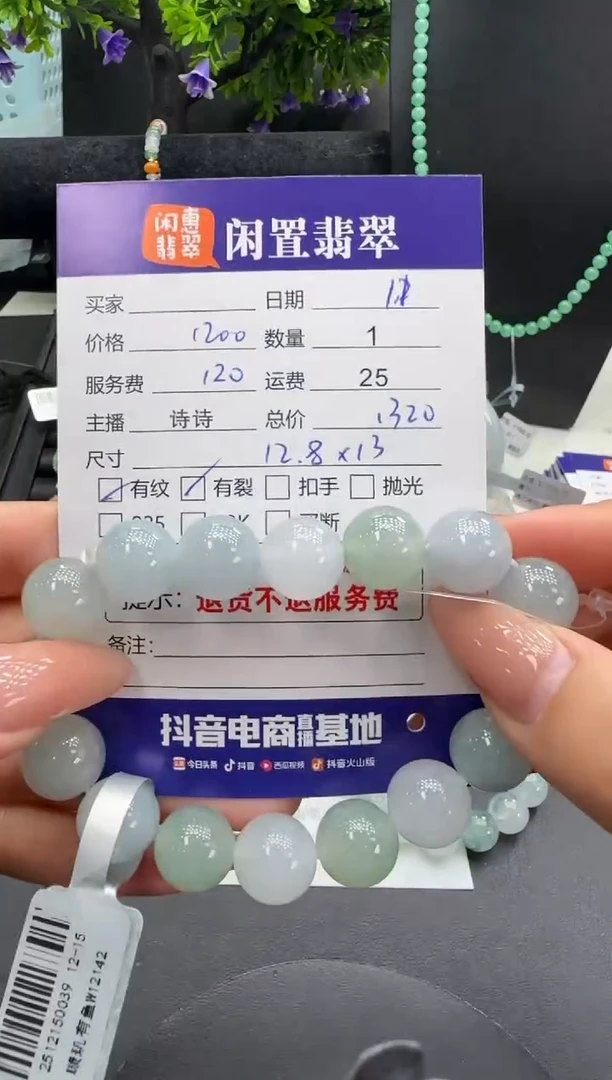 闲惠翡翠 闲置翡翠
买家 日期
价格 1200 数量 1
服务费 120 运费 25
主播 诗诗 总价 1320
尺寸 12.8×13
有纹 有裂 扣手 抛光
提示：退货不退服务费
备注：
抖音电商直播基地
今日头条 抖音 西瓜视频 抖音火山版
2512150039 12-15